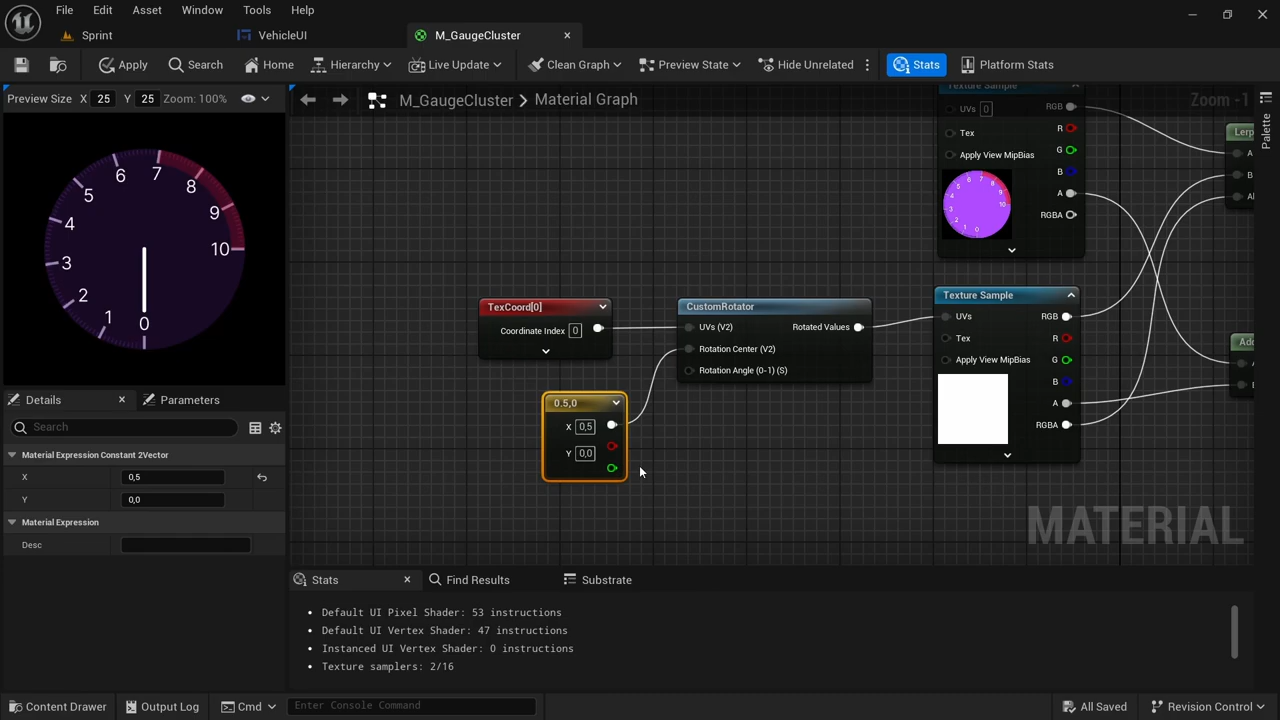 File Edit Asset Window Tools Help
Sprint VehicleUI M_GaugeCluster
Apply Search Home Hierarchy Live Update Clean Graph Preview State Hide Unrelated Stats Platform Stats
Preview Size X 25 Y 25 Zoom: 100%
M_GaugeCluster Material Graph
Zoom -1
Palette
0
1
2
3
4
5
6
7
8
9
10
Details Parameters
Search
Material Expression Constant 2Vector
X 0,5
Y 0,0
Material Expression
Desc
TexCoord[0]
Coordinate Index 0
0.5,0
X 0,5
Y 0,0
CustomRotator
UVs (V2) Rotated Values
Rotation Center (V2)
Rotation Angle (0-1) (S)
Texture Sample
UVs 0 RGB
Tex R
G
Apply View MipBias
B
A
RGBA
Texture Sample
UVs RGB
Tex R
Apply View MipBias G
B
A
RGBA
Lerp
A
B
Al
Ad
A
B
MATERIAL
Stats Find Results Substrate
• Default UI Pixel Shader: 53 instructions
• Default UI Vertex Shader: 47 instructions
• Instanced UI Vertex Shader: 0 instructions
• Texture samplers: 2/16
Content Drawer Output Log Cmd Enter Console Command All Saved Revision Control